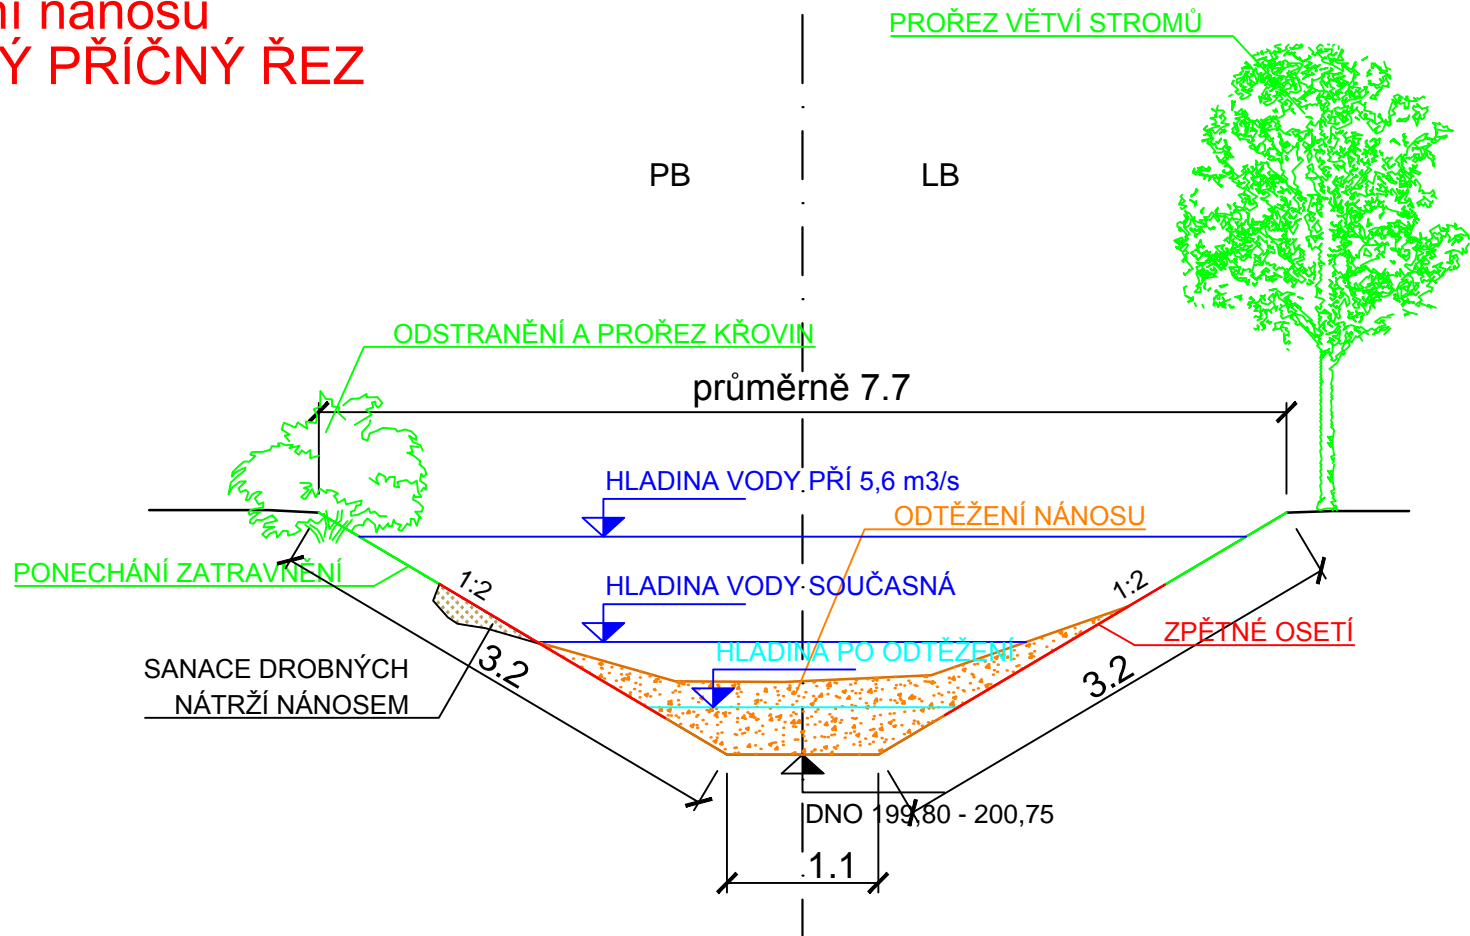 ní nánosu
Ý PŘÍČNÝ ŘEZ
PROŘEZ VĚTVÍ STROMŮ
PB
LB
ODSTRANĚNÍ A PROŘEZ KŘOVIN
průměrně 7.7
HLADINA VODY PŘÍ 5,6 m3/s
ODTĚŽENÍ NÁNOSU
PONECHÁNÍ ZATRAVNĚNÍ
1:2
HLADINA VODY SOUČASNÁ
1:2
ZPĚTNÉ OSETÍ
HLADINA PO ODTĚŽENÍ
SANACE DROBNÝCH
NÁTRŽÍ NÁNOSEM
3.2
3.2
DNO 199,80 - 200,75
1.1